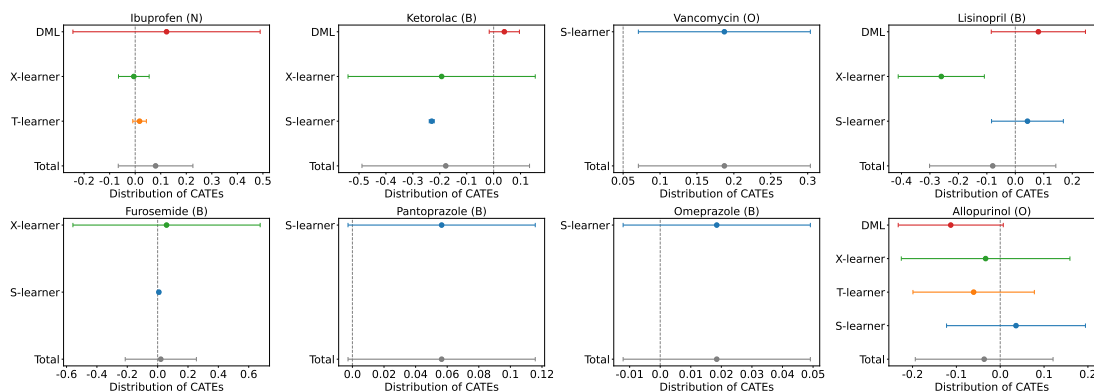 Ibuprofen (N)
DML
X-learner
T-learner
Total
-0.2 -0.1 0.0 0.1 0.2 0.3 0.4 0.5
Distribution of CATEs
Ketorolac (B)
DML
X-learner
S-learner
Total
-0.5 -0.4 -0.3 -0.2 -0.1 0.0 0.1
Distribution of CATEs
Vancomycin (O)
S-learner
Total
0.05 0.10 0.15 0.20 0.25 0.30
Distribution of CATEs
Lisinopril (B)
DML
X-learner
S-learner
Total
-0.4 -0.3 -0.2 -0.1 0.0 0.1 0.2
Distribution of CATEs
Furosemide (B)
X-learner
S-learner
Total
-0.6 -0.4 -0.2 0.0 0.2 0.4 0.6
Distribution of CATEs
Pantoprazole (B)
S-learner
Total
0.00 0.02 0.04 0.06 0.08 0.10 0.12
Distribution of CATEs
Omeprazole (B)
S-learner
Total
-0.01 0.00 0.01 0.02 0.03 0.04 0.05
Distribution of CATEs
Allopurinol (O)
DML
X-learner
T-learner
S-learner
Total
-0.2 -0.1 0.0 0.1 0.2
Distribution of CATEs